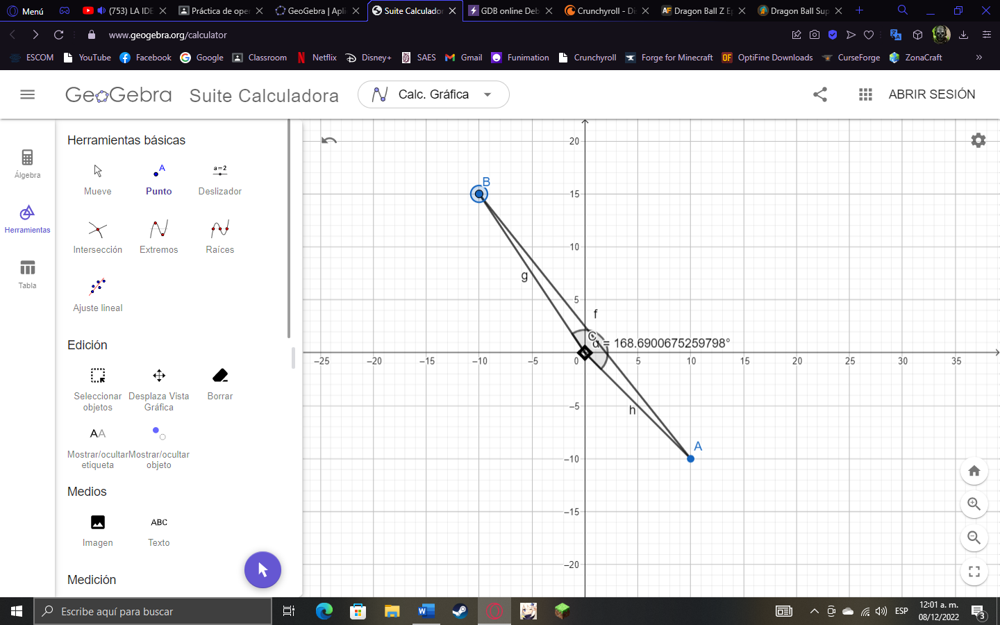 Menú
(753) LA IDE
Práctica de oper
GeoGebra | Apli
Suite Calculador
GDB online Deb
Crunchyroll - Di
AF Dragon Ball Z Ep
Dragon Ball Sup
www.geogebra.org/calculator
ESCOM
YouTube
Facebook
Google
Classroom
Netflix
Disney+
SAES
Gmail
Funimation
Crunchyroll
Forge for Minecraft
OF OptiFine Downloads
CurseForge
ZonaCraft
»
GeoGebra
Suite Calculadora
Calc. Gráfica
ABRIR SESIÓN
Álgebra
Herramientas
Tabla
Herramientas básicas
Mueve
A
Punto
a=2
Deslizador
Intersección
Extremos
Raíces
Ajuste lineal
Edición
Seleccionar
objetos
Desplaza Vista
Gráfica
Borrar
AA
Mostrar/ocultar
etiqueta
Mostrar/ocultar
objeto
Medios
Imagen
ABC
Texto
Medición
20
15
10
5
0
−5
−10
−15
−20
−25
−20
−15
−10
−5
5
10
15
20
25
30
35
B
g
f
C
α = 168.6900675259798°
h
A
Escribe aquí para buscar
ESP
12:01 a. m.
08/12/2022
3